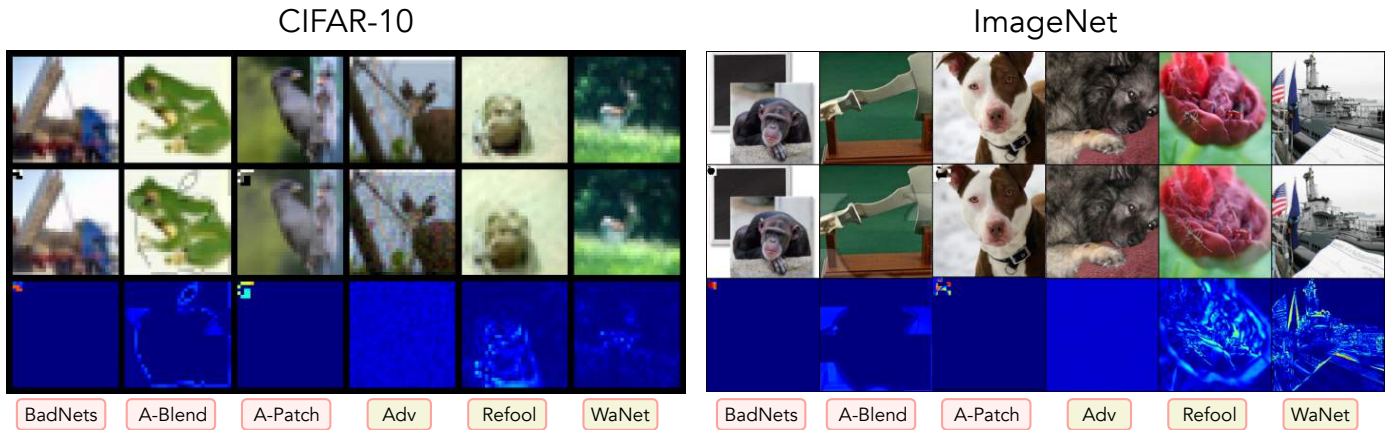 CIFAR-10
ImageNet
BadNets
A-Blend
A-Patch
Adv
Refool
WaNet
BadNets
A-Blend
A-Patch
Adv
Refool
WaNet